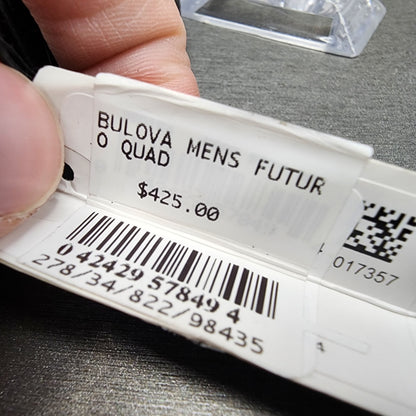 BULOVA MENS FUTUR
O QUAD
$425.00
0 42429 57849 4
278/34/822/98435
017357